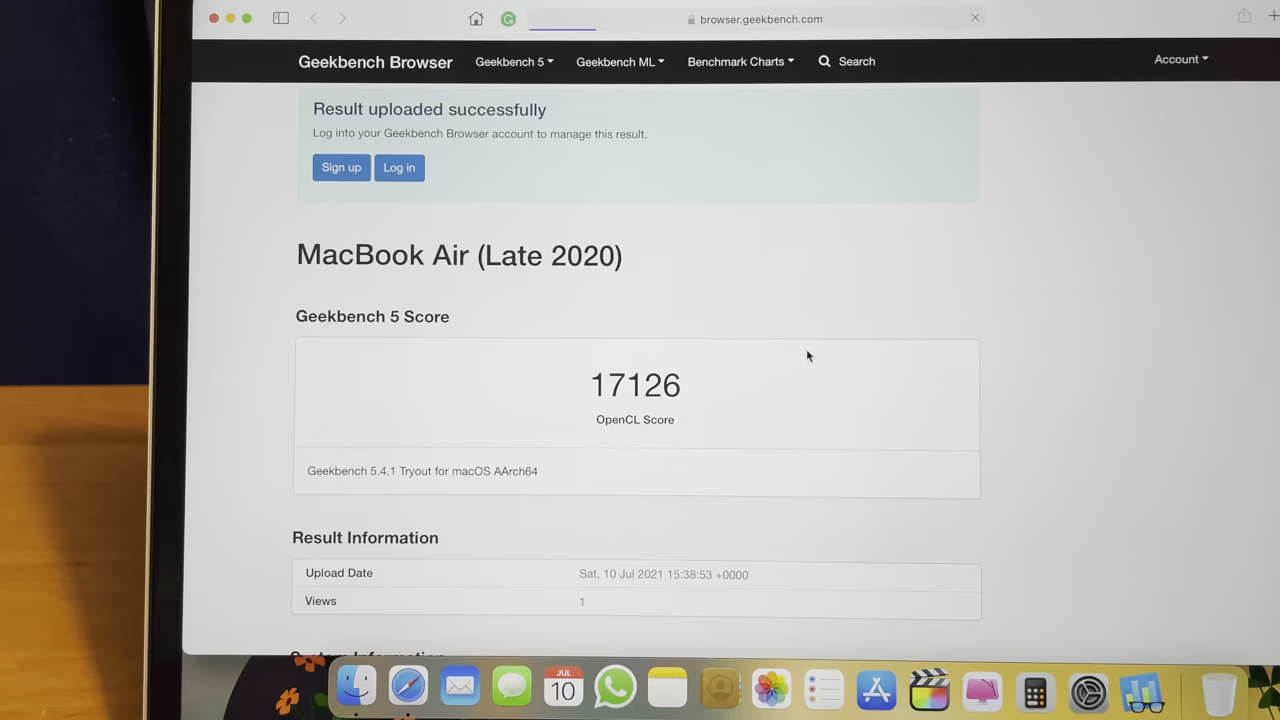 browser.geekbench.com
Geekbench Browser
Geekbench 5
Geekbench ML
Benchmark Charts
Search
Account
Result uploaded successfully
Log into your Geekbench Browser account to manage this result.
Sign up
Log in
MacBook Air (Late 2020)
Geekbench 5 Score
17126
OpenCL Score
Geekbench 5.4.1 Tryout for macOS AArch64
Result Information
Upload Date
Sat, 10 Jul 2021 15:38:53 +0000
Views
1
System Information
JUL
10